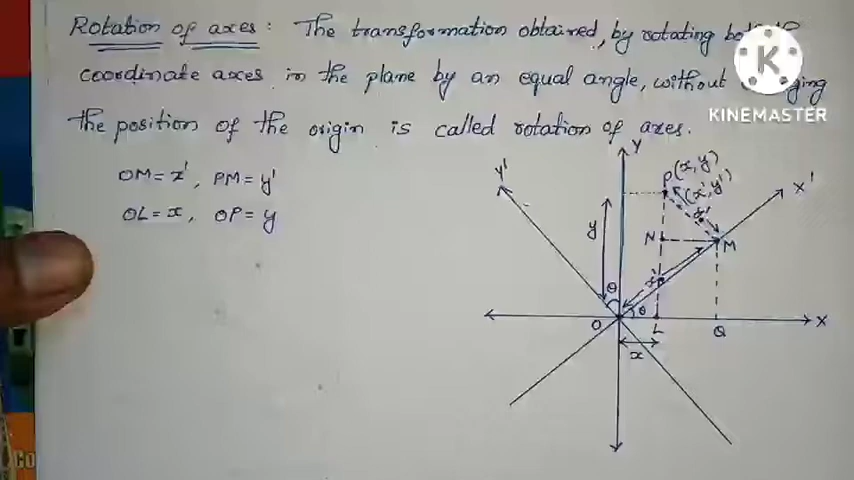 Rotation of axes: The transformation obtained, by rotating
coordinate axes in the plane by an equal angle, without
the position of the origin is called rotation of axes.
OM = x', PM = y'
OL = x, OP = y
K
KINEMASTER
Y
Y'
P(x, y)
(x', y')
X'
y'
y
N
M
x'
θ
θ
O
L
Q
X
x